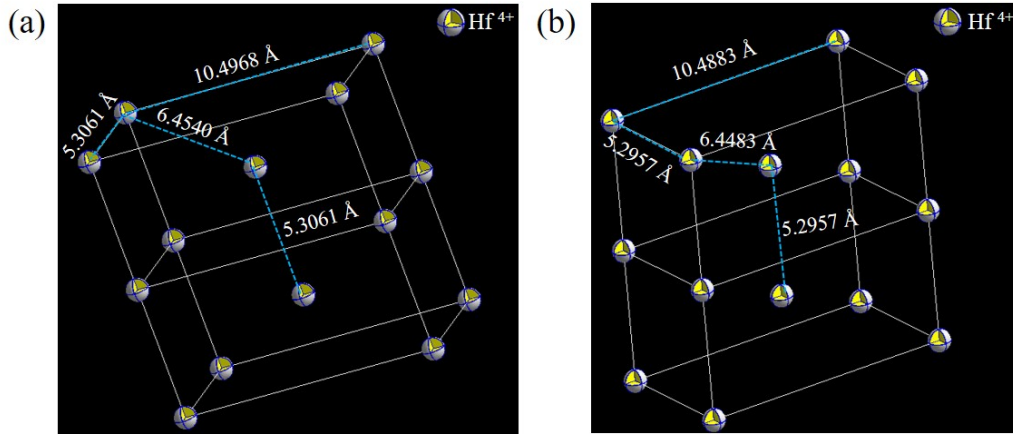 (a)
Hf 4+
10.4968 Å
5.3061 Å
6.4540 Å
5.3061 Å
(b)
Hf 4+
10.4883 Å
5.2957 Å
6.4483 Å
5.2957 Å